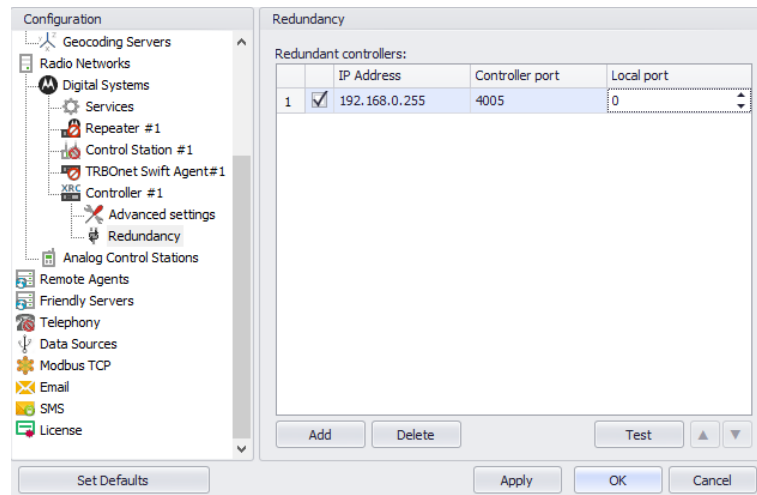 Configuration
Geocoding Servers
Radio Networks
Digital Systems
Services
Repeater #1
Control Station #1
TRBOnet Swift Agent#1
XRC Controller #1
Advanced settings
Redundancy
Analog Control Stations
Remote Agents
Friendly Servers
Telephony
Data Sources
Modbus TCP
Email
SMS
License
Set Defaults
Redundancy
Redundant controllers:
IP Address Controller port Local port
1 192.168.0.255 4005 0
Add Delete Test
Apply OK Cancel